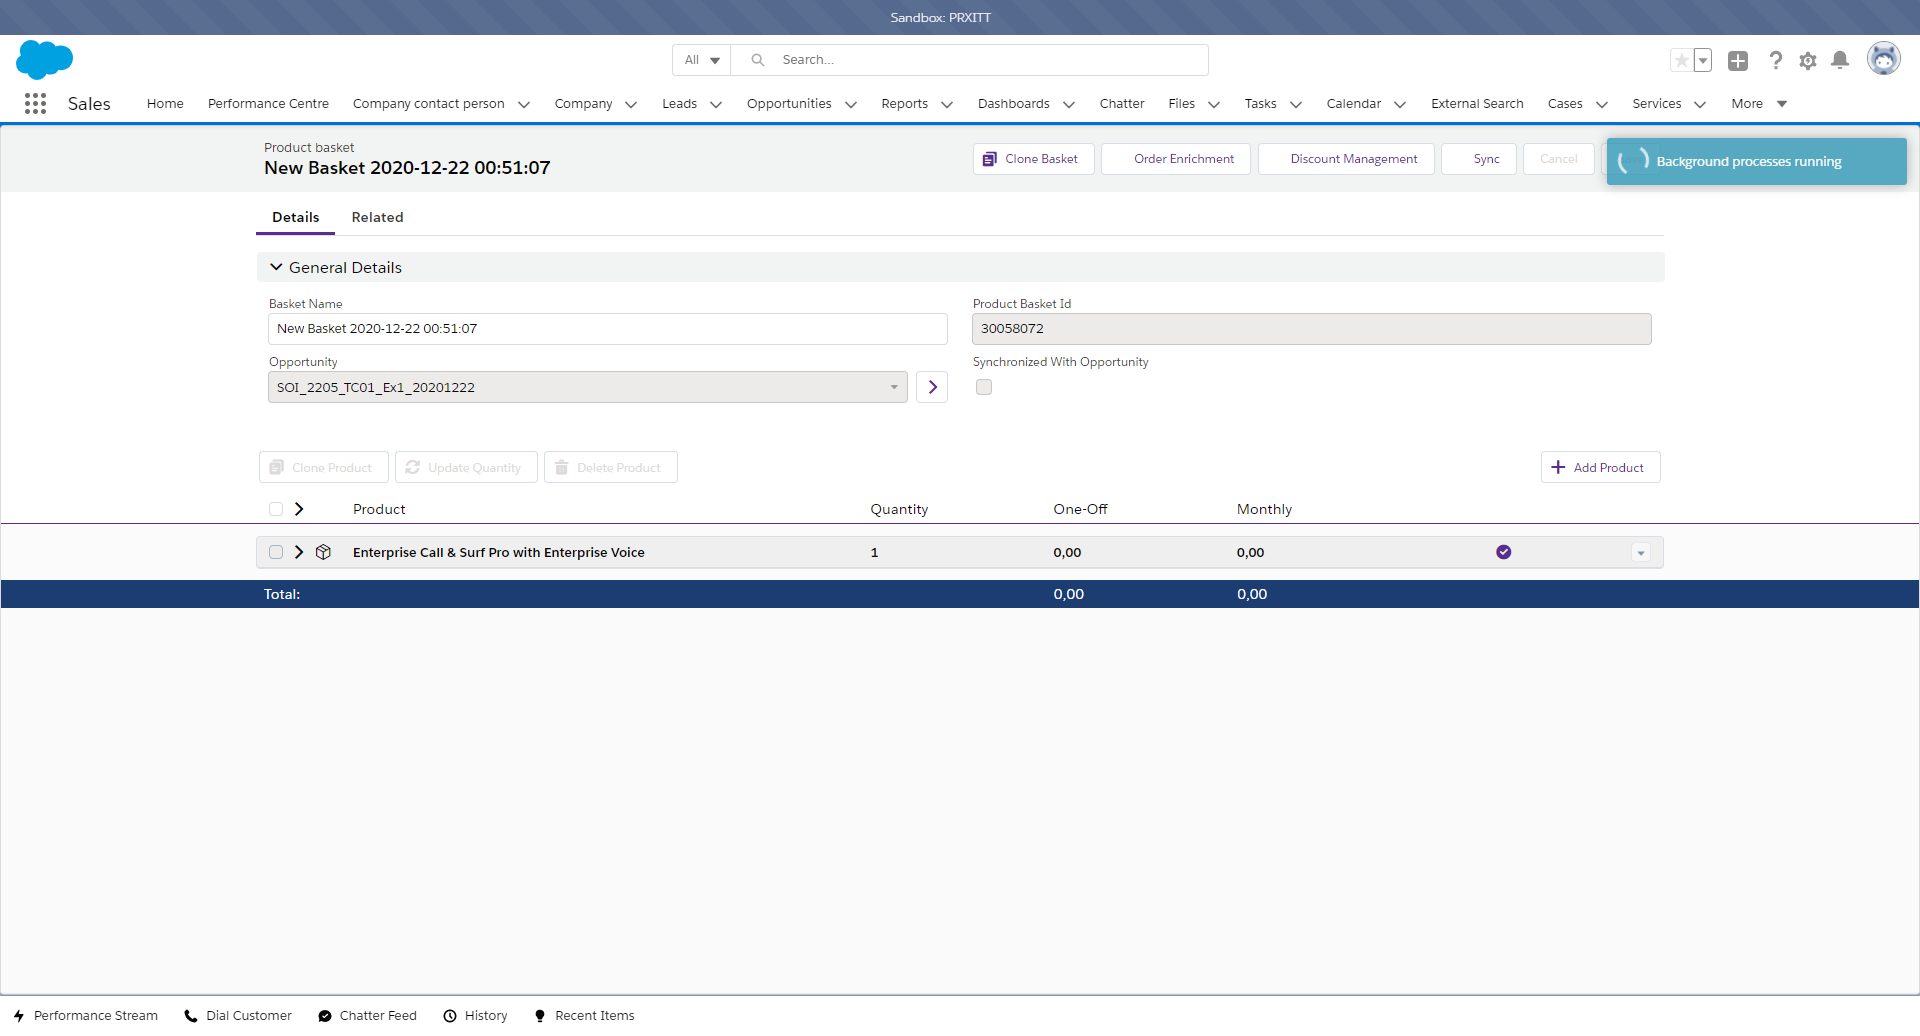 Sandbox: PRXITT
All
Search...
Sales
Home
Performance Centre
Company contact person
Company
Leads
Opportunities
Reports
Dashboards
Chatter
Files
Tasks
Calendar
External Search
Cases
Services
More
Product basket
New Basket 2020-12-22 00:51:07
Clone Basket
Order Enrichment
Discount Management
Sync
Cancel
Background processes running
Details
Related
General Details
Basket Name
New Basket 2020-12-22 00:51:07
Product Basket Id
30058072
Opportunity
SOI_2205_TC01_Ex1_20201222
Synchronized With Opportunity
Clone Product
Update Quantity
Delete Product
Add Product
Product Quantity One-Off Monthly
Enterprise Call & Surf Pro with Enterprise Voice 1 0,00 0,00
Total: 0,00 0,00
Performance Stream
Dial Customer
Chatter Feed
History
Recent Items